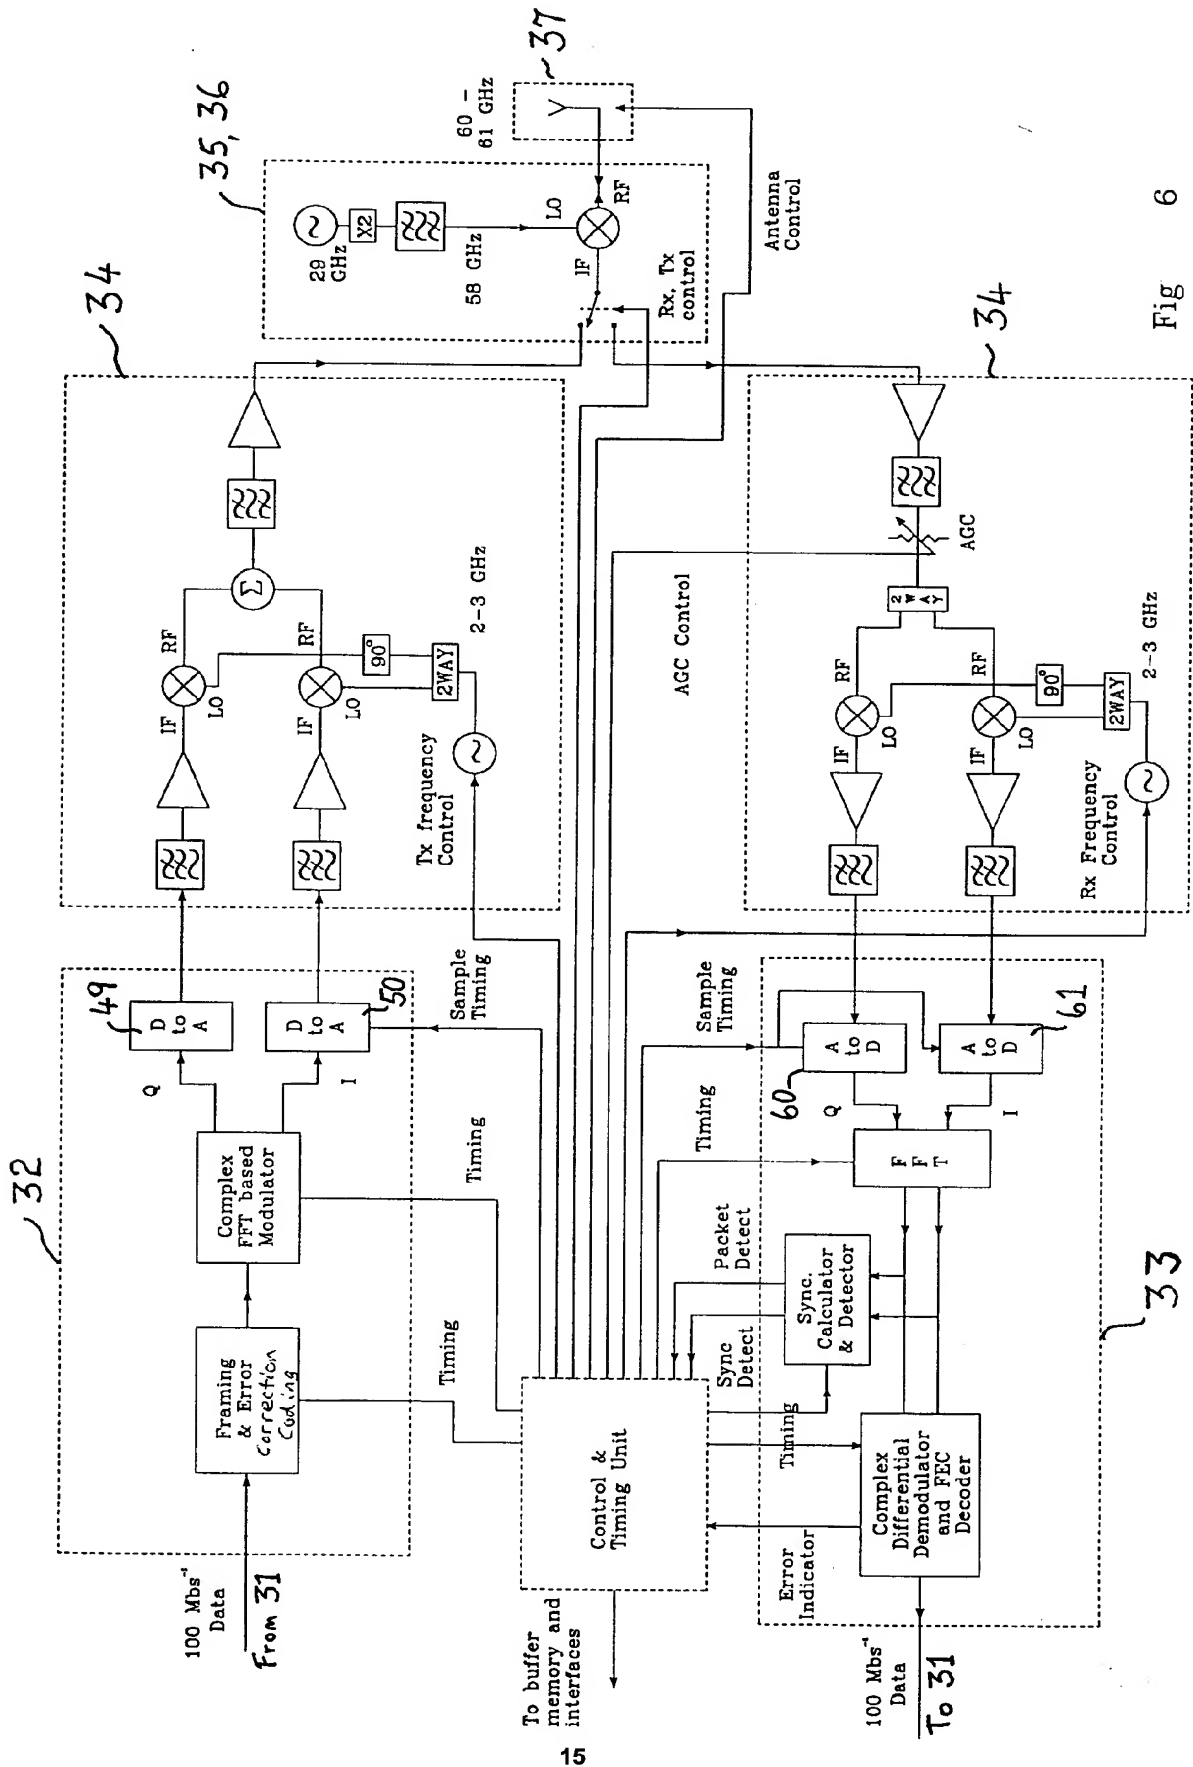 32
100 Mbs⁻¹
Data
From 31
Framing
& Error
Correction
Coding
Complex
FFT based
Modulator
Q
I
49
D
to
A
50
D
to
A
Timing
Timing
Sample
Timing
34
IF
RF
LO
IF
RF
LO
Σ
90°
2WAY
2-3 GHz
Tx frequency
Control
35, 36
29
GHz
X2
58 GHz
LO
IF
RF
Rx, Tx
control
37
60 -
61 GHz
Antenna
Control
Control &
Timing Unit
To buffer
memory and
interfaces
AGC Control
34
AGC
2
W
A
Y
RF
IF
LO
RF
IF
LO
90°
2WAY
2-3 GHz
Rx Frequency
Control
Sample
Timing
Timing
60
A
to
D
61
A
to
D
Q
I
F
F
T
Packet
Detect
Sync
Detect
Sync.
Calculator
& Detector
Timing
Error
Indicator
Complex
Differential
Demodulator
and FEC
Decoder
33
100 Mbs⁻¹
Data
To 31
Fig 6
15